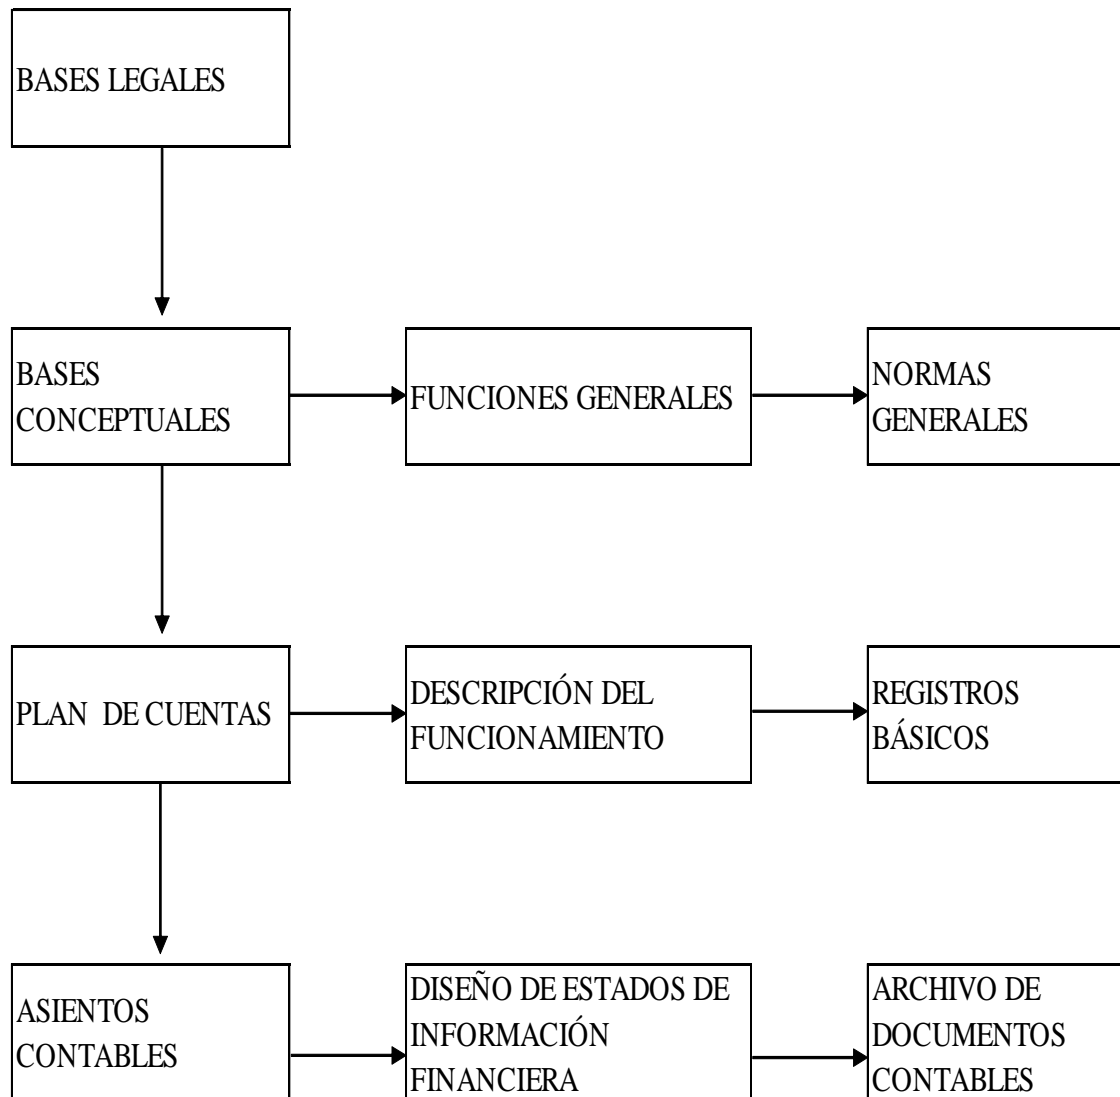 BASES LEGALES
BASES
CONCEPTUALES
FUNCIONES GENERALES
NORMAS
GENERALES
PLAN DE CUENTAS
DESCRIPCIÓN DEL
FUNCIONAMIENTO
REGISTROS
BÁSICOS
ASIENTOS
CONTABLES
DISEÑO DE ESTADOS DE
INFORMACIÓN
FINANCIERA
ARCHIVO DE
DOCUMENTOS
CONTABLES